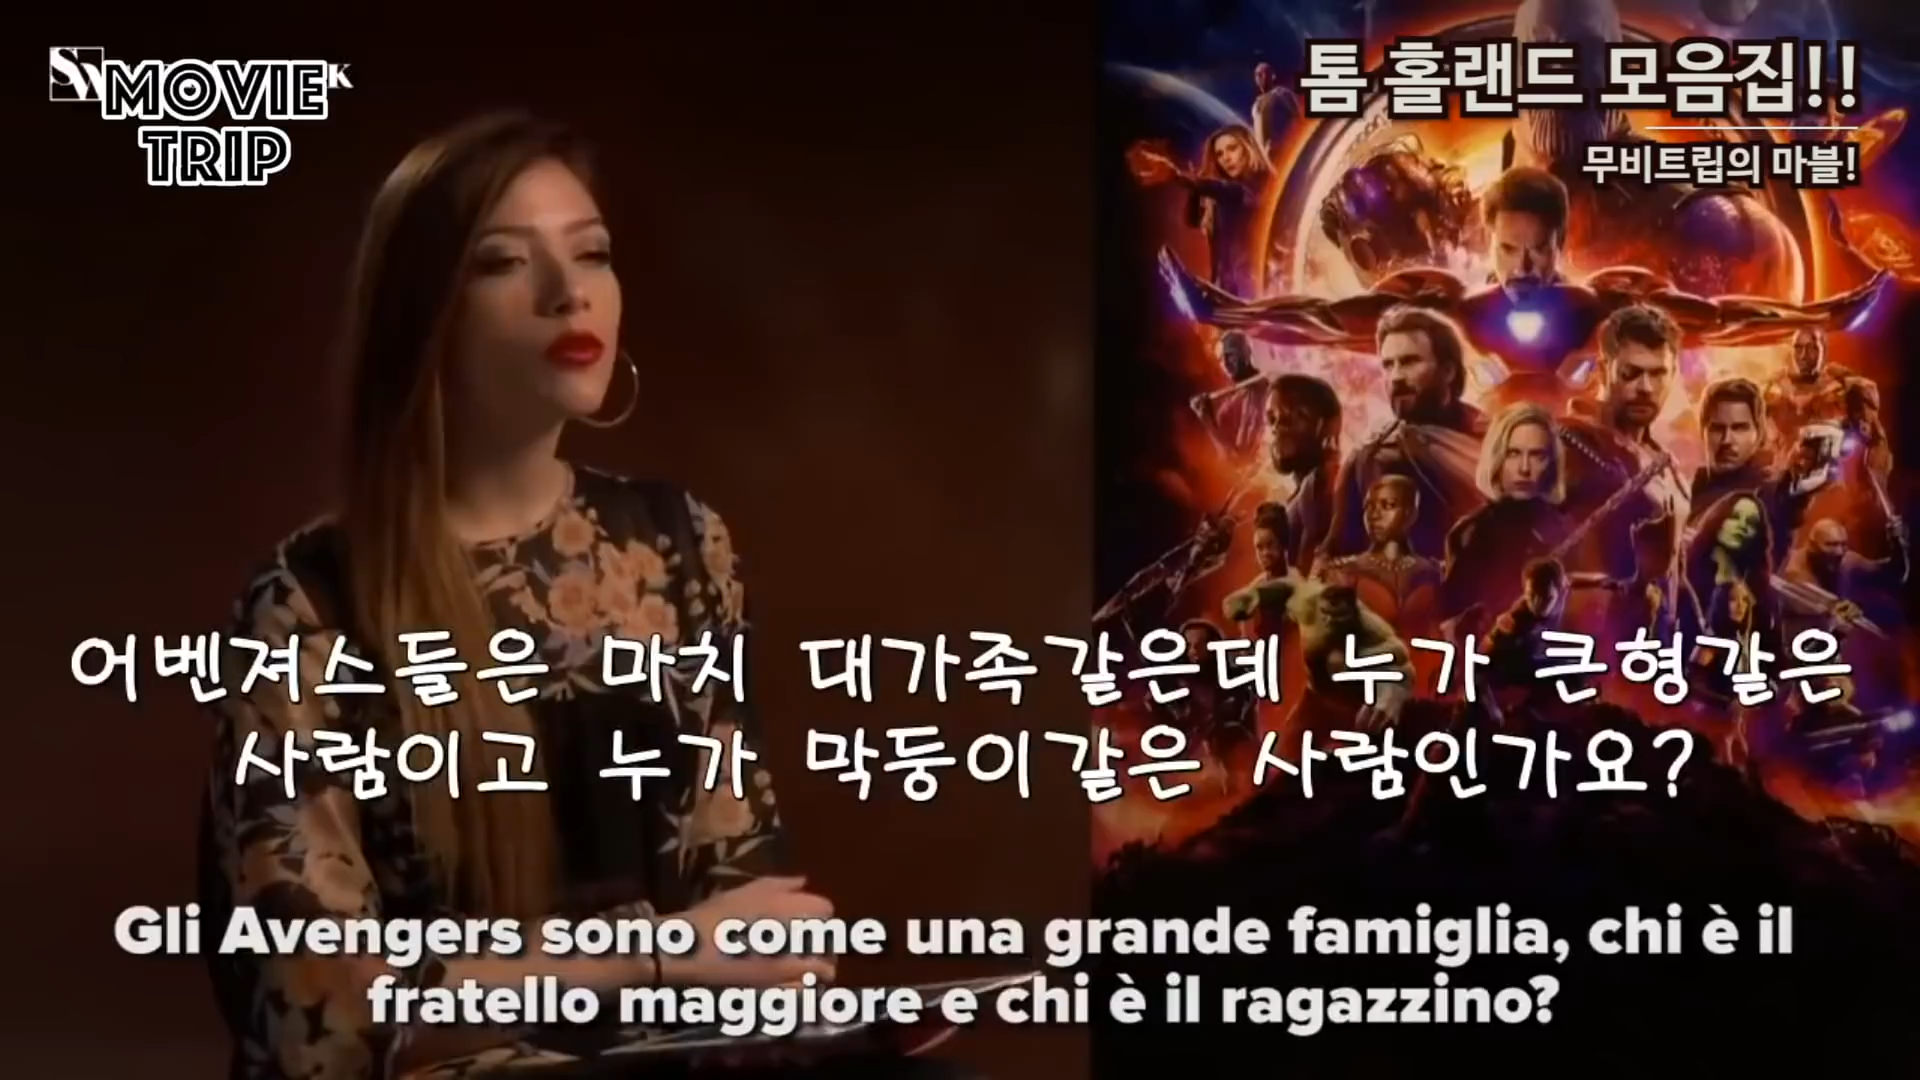 MOVIE
TRIP
톰 홀랜드 모음집!!
무비트립의 마블!
어벤져스들은 마치 대가족같은데 누가 큰형같은
사람이고 누가 막둥이같은 사람인가요?
Gli Avengers sono come una grande famiglia, chi è il
fratello maggiore e chi è il ragazzino?